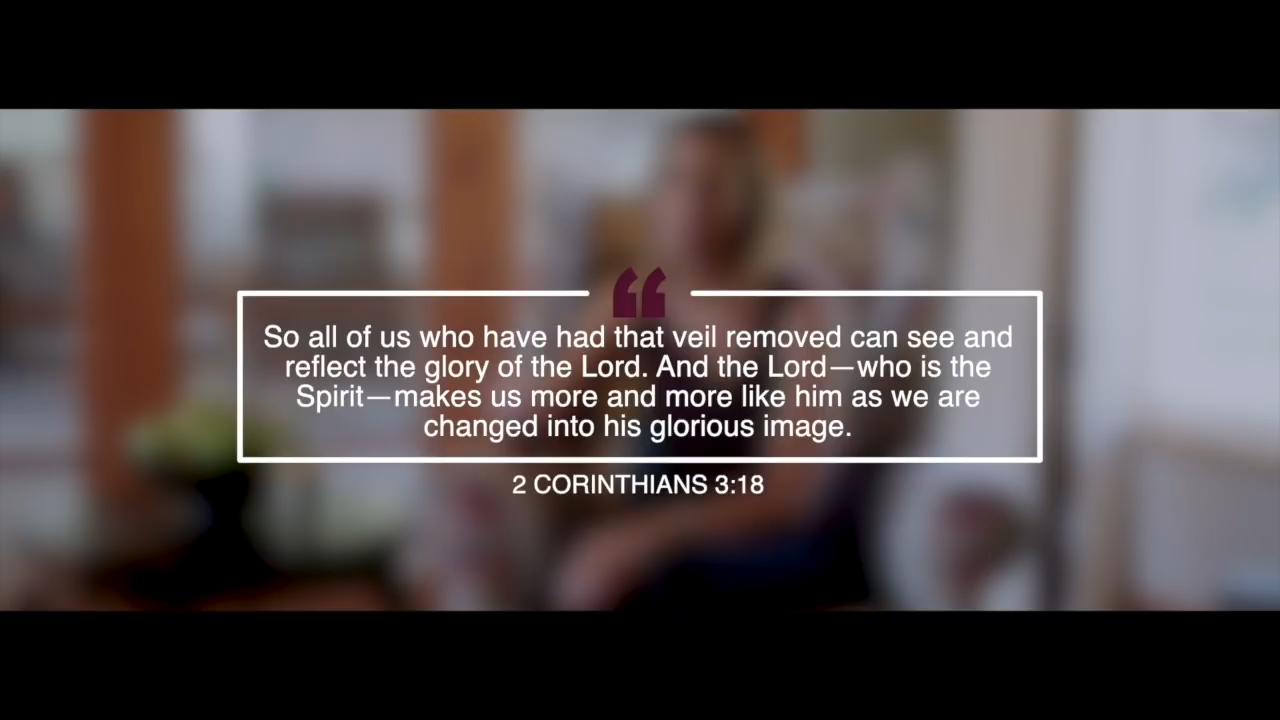 “
So all of us who have had that veil removed can see and
reflect the glory of the Lord. And the Lord—who is the
Spirit—makes us more and more like him as we are
changed into his glorious image.
2 CORINTHIANS 3:18